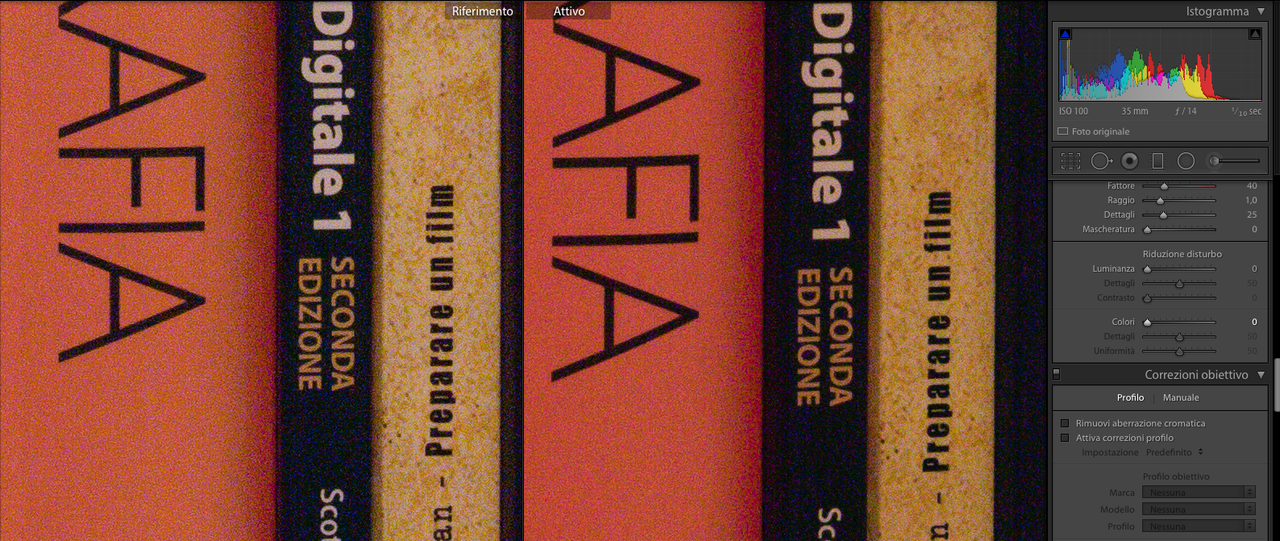 Riferimento
Attivo
AFIA
Digitale 1
SECONDA
EDIZIONE
Scot
an - Preparare un film
AFIA
Digitale 1
SECONDA
EDIZIONE
Sc
n - Preparare un film
Istogramma
ISO 100 35 mm ƒ / 14 1/10 sec
Foto originale
Fattore 40
Raggio 1,0
Dettagli 25
Mascheratura 0
Riduzione disturbo
Luminanza 0
Dettagli 50
Contrasto 0
Colori 0
Dettagli 50
Uniformità 50
Correzioni obiettivo
Profilo | Manuale
Rimuovi aberrazione cromatica
Attiva correzioni profilo
Impostazione Predefinito
Profilo obiettivo
Marca Nessuna
Modello Nessuna
Profilo Nessuna